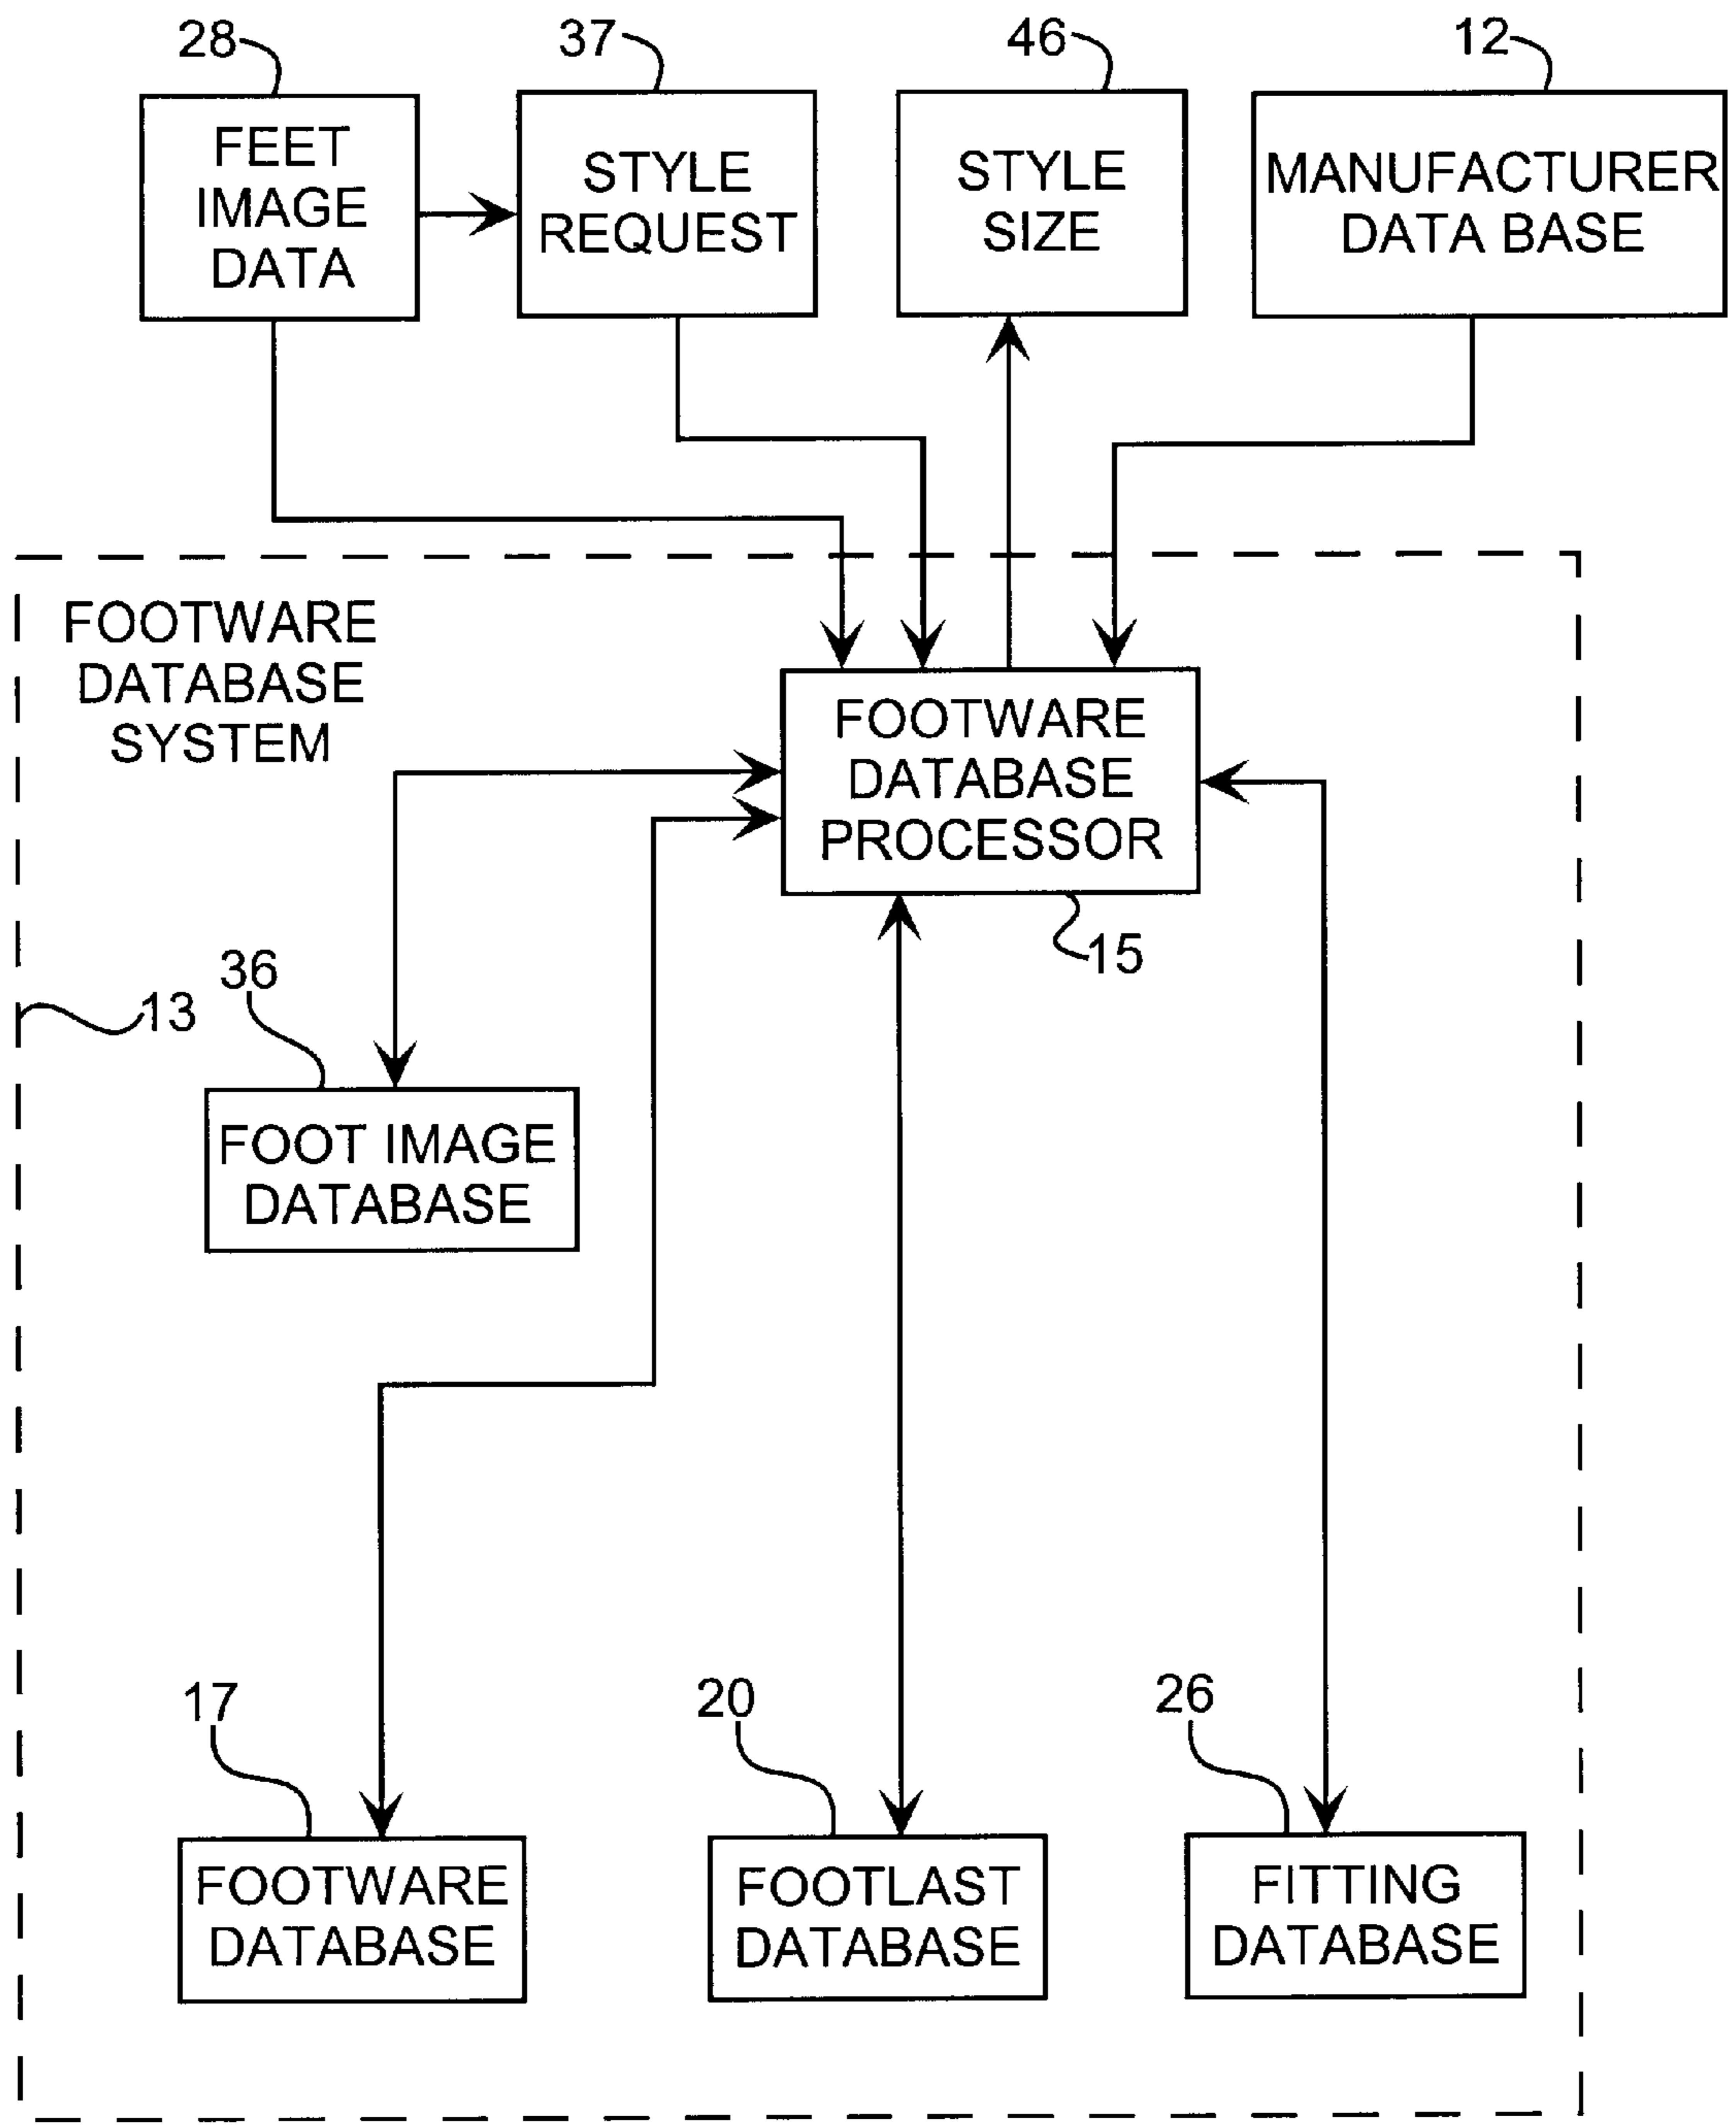 28
37
46
12
FEET
IMAGE
DATA
STYLE
REQUEST
STYLE
SIZE
MANUFACTURER
DATA BASE
FOOTWARE
DATABASE
SYSTEM
FOOTWARE
DATABASE
PROCESSOR
15
13
36
FOOT IMAGE
DATABASE
17
20
26
FOOTWARE
DATABASE
FOOTLAST
DATABASE
FITTING
DATABASE